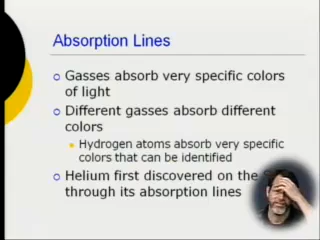 Absorption Lines
Gasses absorb very specific colors
of light
Different gasses absorb different
colors
Hydrogen atoms absorb very specific
colors that can be identified
Helium first discovered on the
through its absorption lines